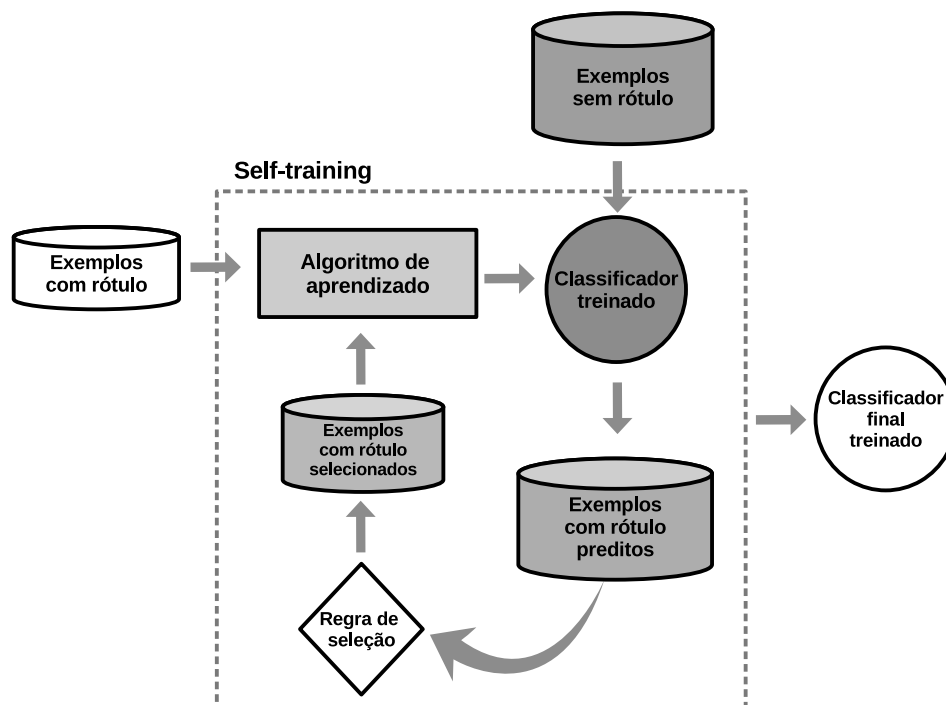 Exemplos
sem rótulo
Self-training
Exemplos
com rótulo
Algoritmo de
aprendizado
Classificador
treinado
Classificador
final
treinado
Exemplos
com rótulo
selecionados
Exemplos
com rótulo
preditos
Regra de
seleção